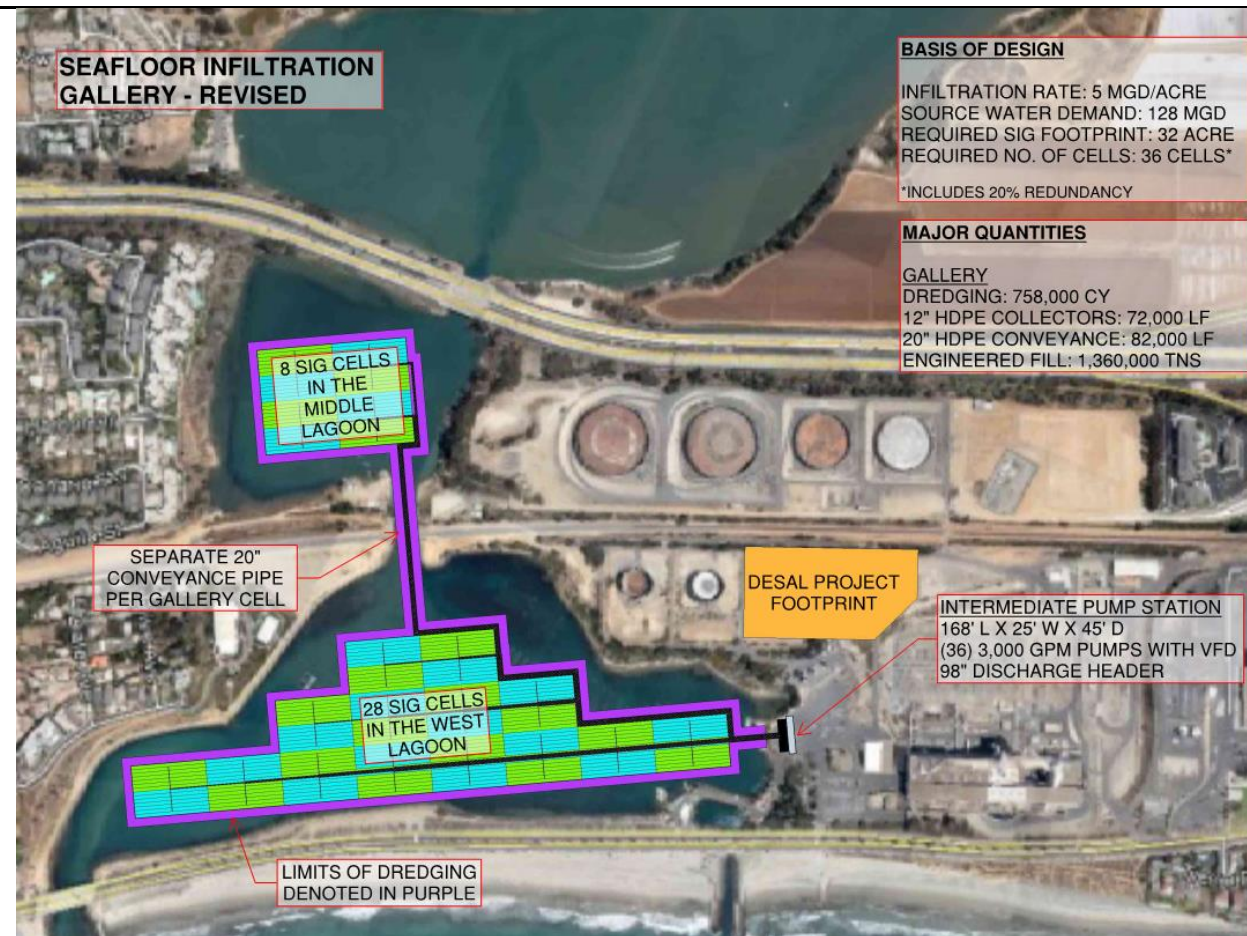 SEAFLOOR INFILTRATION
GALLERY - REVISED
BASIS OF DESIGN
INFILTRATION RATE: 5 MGD/ACRE
SOURCE WATER DEMAND: 128 MGD
REQUIRED SIG FOOTPRINT: 32 ACRE
REQUIRED NO. OF CELLS: 36 CELLS*
*INCLUDES 20% REDUNDANCY
MAJOR QUANTITIES
GALLERY
DREDGING: 758,000 CY
12" HDPE COLLECTORS: 72,000 LF
20" HDPE CONVEYANCE: 82,000 LF
ENGINEERED FILL: 1,360,000 TNS
8 SIG CELLS
IN THE
MIDDLE
LAGOON
SEPARATE 20"
CONVEYANCE PIPE
PER GALLERY CELL
DESAL PROJECT
FOOTPRINT
INTERMEDIATE PUMP STATION
168' L X 25' W X 45' D
(36) 3,000 GPM PUMPS WITH VFD
98" DISCHARGE HEADER
28 SIG CELLS
IN THE WEST
LAGOON
LIMITS OF DREDGING
DENOTED IN PURPLE